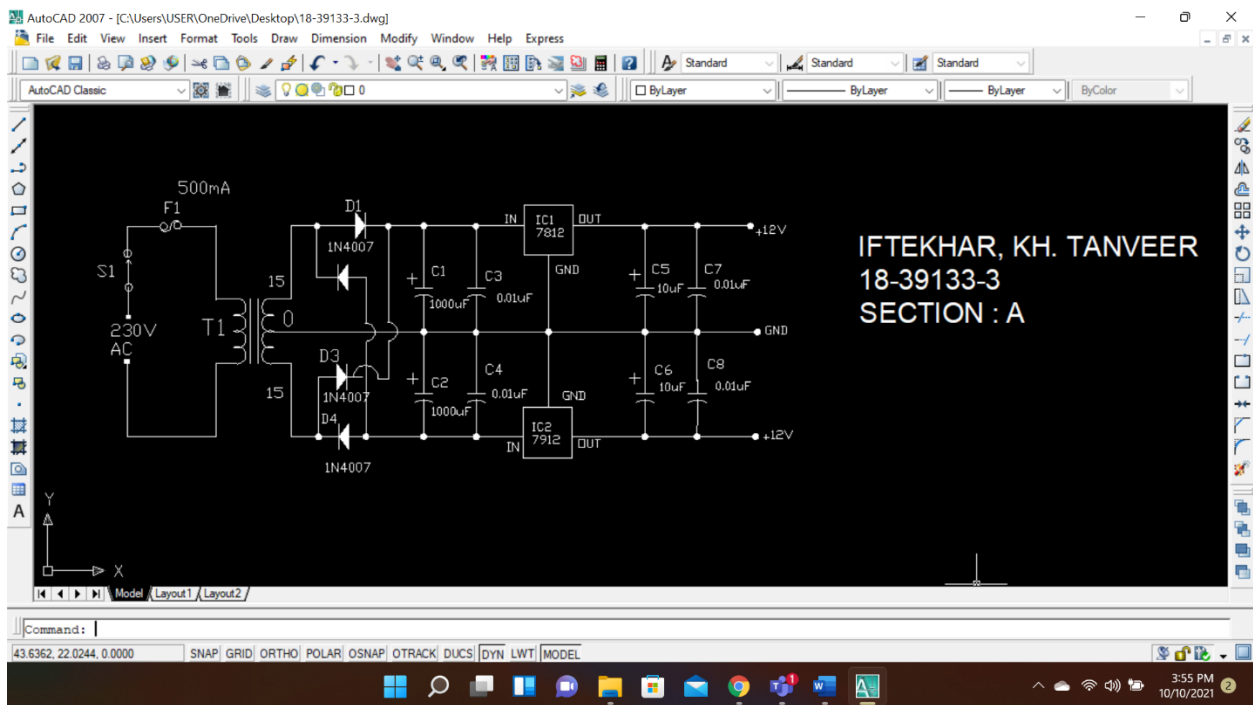 AutoCAD 2007 - [C:\Users\USER\OneDrive\Desktop\18-39133-3.dwg]
File Edit View Insert Format Tools Draw Dimension Modify Window Help Express
Standard Standard Standard
AutoCAD Classic 0 ByLayer ByLayer ByLayer ByColor
500mA
F1
S1
230V
AC
T1
15
0
15
D1
1N4007
D3
1N4007
D4
1N4007
C1
1000uF
C3
0.01uF
C2
1000uF
C4
0.01uF
IN
IC1
7812
OUT
GND
GND
IN
IC2
7912
OUT
C5
10uF
C7
0.01uF
C6
10uF
C8
0.01uF
+12V
GND
+12V
IFTEKHAR, KH. TANVEER
18-39133-3
SECTION : A
Y
X
Model Layout1 Layout2
Command:
43.6362, 22.0244, 0.0000 SNAP GRID ORTHO POLAR OSNAP OTRACK DUCS DYN LWT MODEL
3:55 PM
10/10/2021
2
1
A